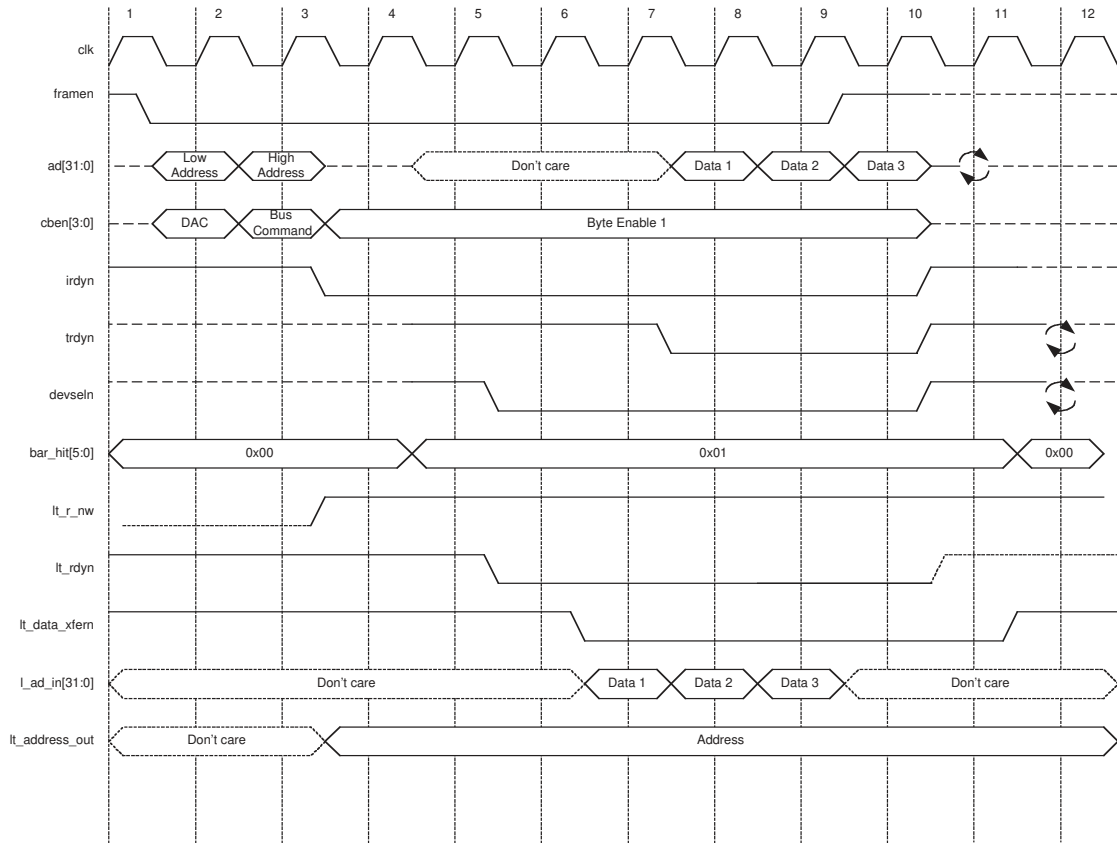 1 2 3 4 5 6 7 8 9 10 11 12
clk
framen
ad[31:0] Low Address High Address Don't care Data 1 Data 2 Data 3
cben[3:0] DAC Bus Command Byte Enable 1
irdyn
trdyn
devseln
bar_hit[5:0] 0x00 0x01 0x00
lt_r_nw
lt_rdyn
lt_data_xfern
l_ad_in[31:0] Don't care Data 1 Data 2 Data 3 Don't care
lt_address_out Don't care Address